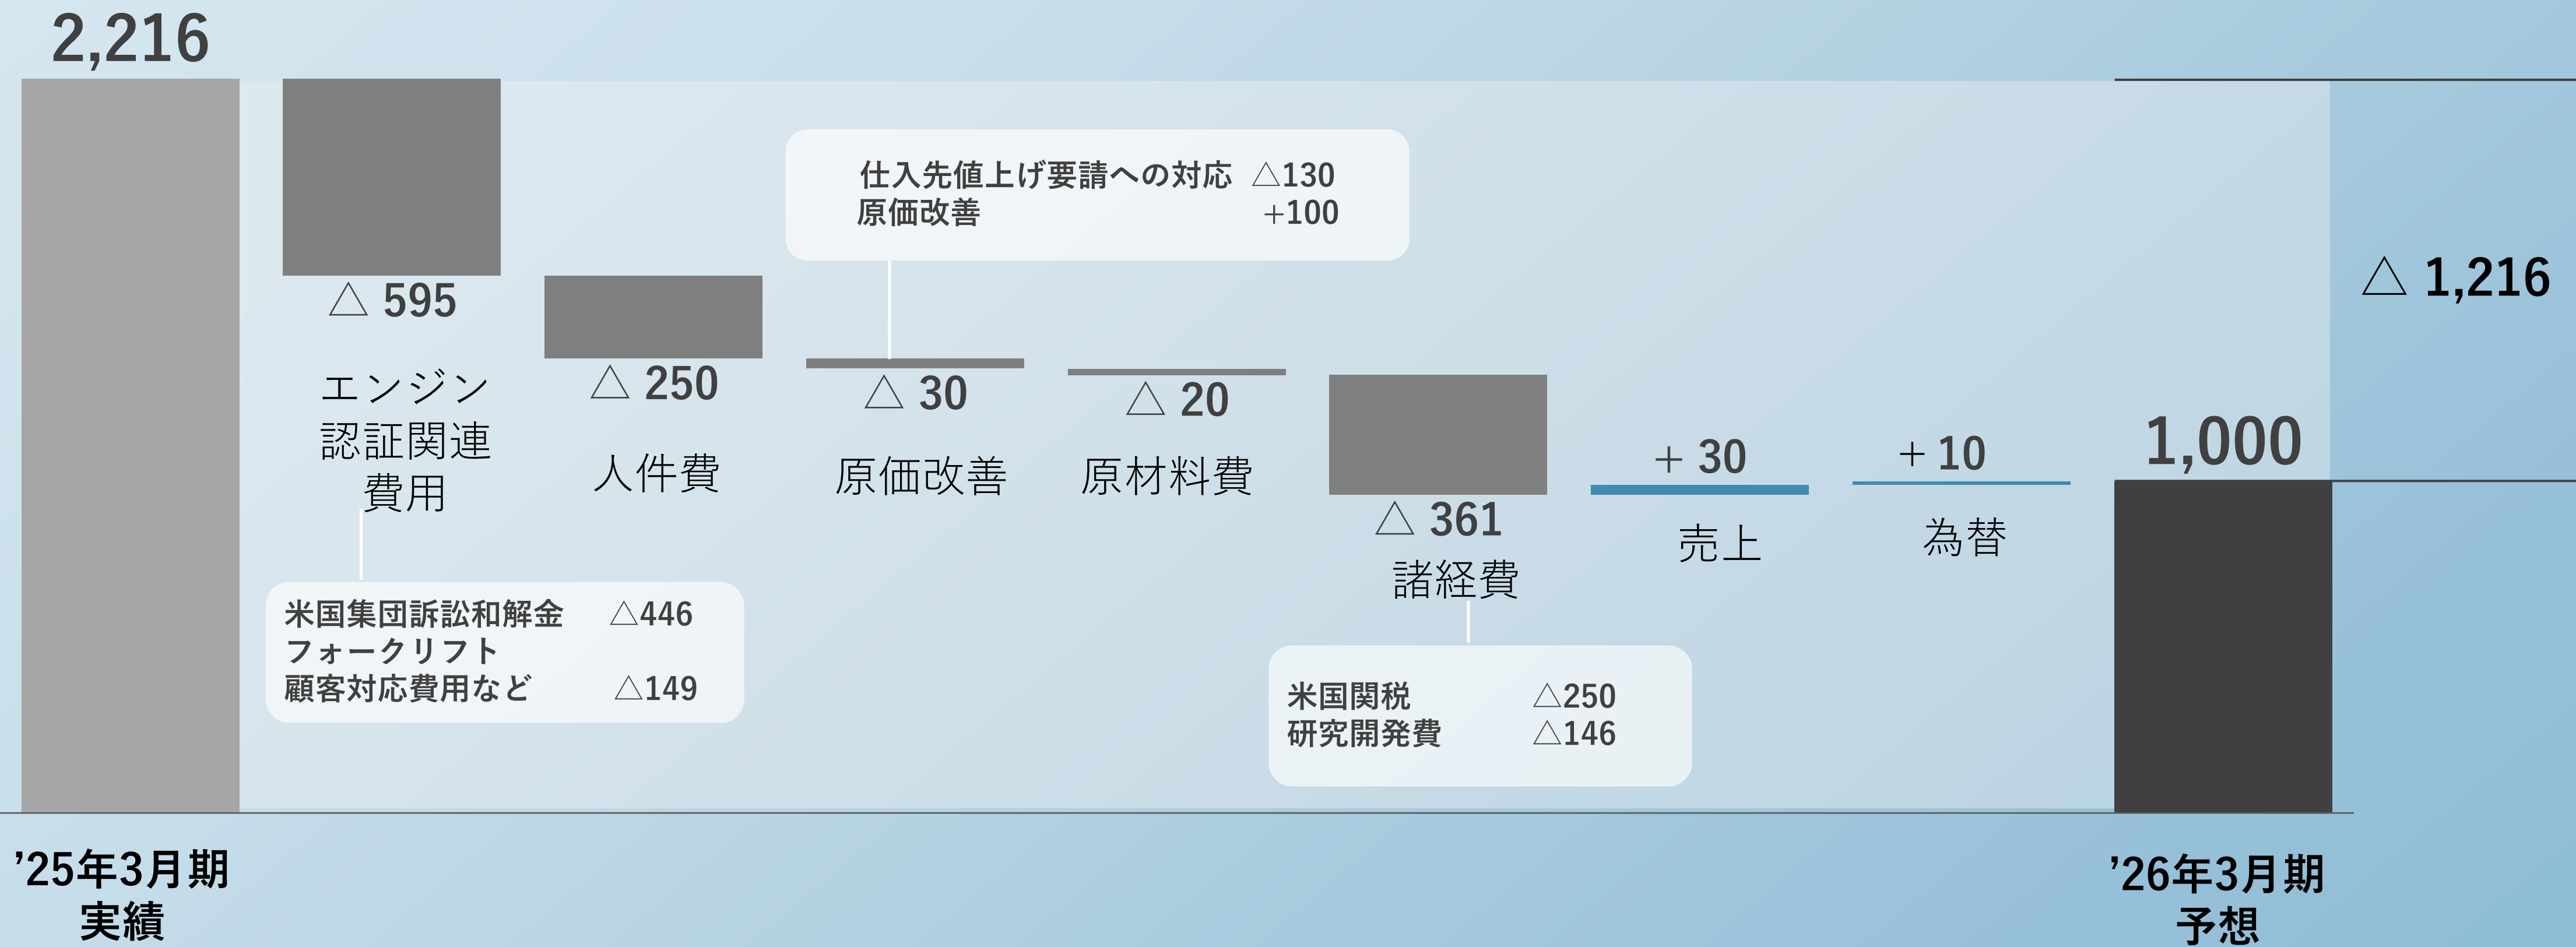 2,216
△ 595
エンジン
認証関連
費用
米国集団訴訟和解金 △446
フォークリフト
顧客対応費用など △149
△ 250
人件費
仕入先値上げ要請への対応 △130
原価改善 +100
△ 30
原価改善
△ 20
原材料費
△ 361
諸経費
米国関税 △250
研究開発費 △146
+ 30
売上
+ 10
為替
1,000
△ 1,216
’25年3月期
実績
’26年3月期
予想